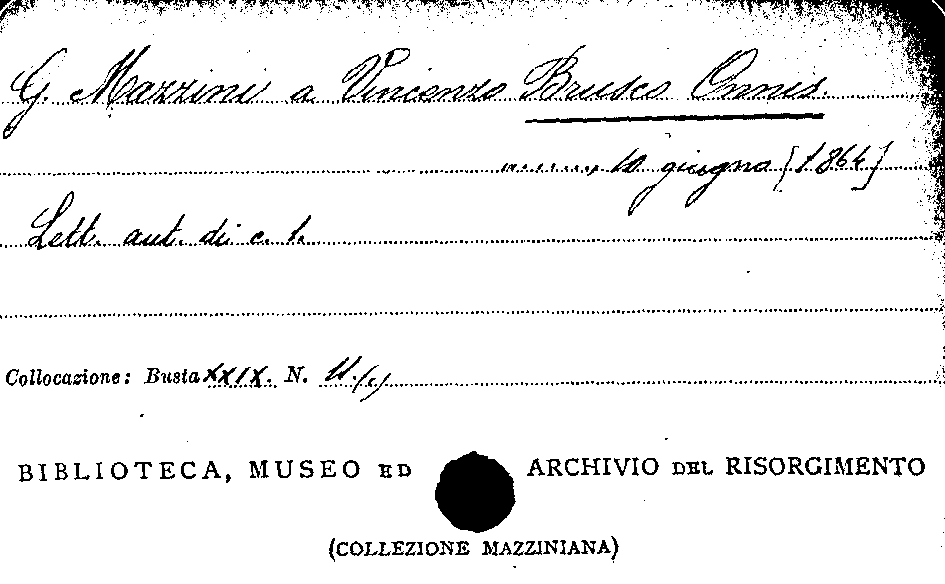 G. Mazzini a Vincenzo Brusco Onnis.
........, 10 giugno [1864]
Lett. aut. di c. 1.
Collocazione: Busta XXIX. N. 11.(c)
BIBLIOTECA, MUSEO ED ARCHIVIO DEL RISORGIMENTO
(COLLEZIONE MAZZINIANA)